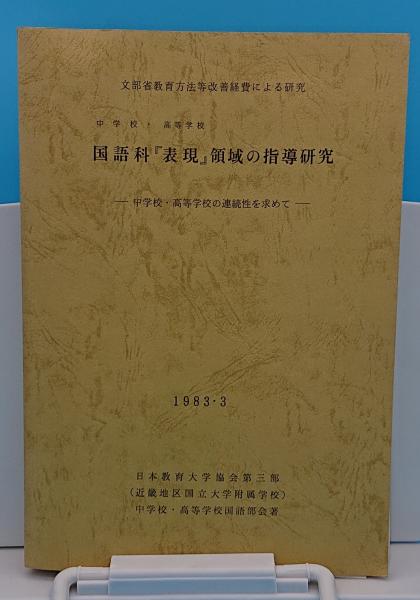 文部省教育方法等改善経費による研究
中学校・高等学校
国語科『表現』領域の指導研究
― 中学校・高等学校の連続性を求めて ―
1983・3
日本教育大学協会第三部
(近畿地区国立大学附属学校)
中学校・高等学校国語部会著